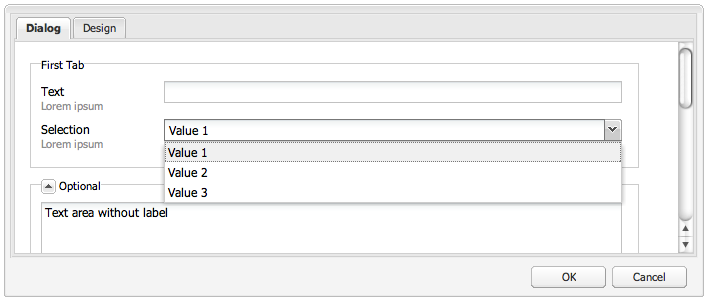 Dialog
Design
First Tab
Text
Lorem ipsum
Selection
Value 1
Lorem ipsum
Value 1
Value 2
Value 3
Optional
Text area without label
OK
Cancel